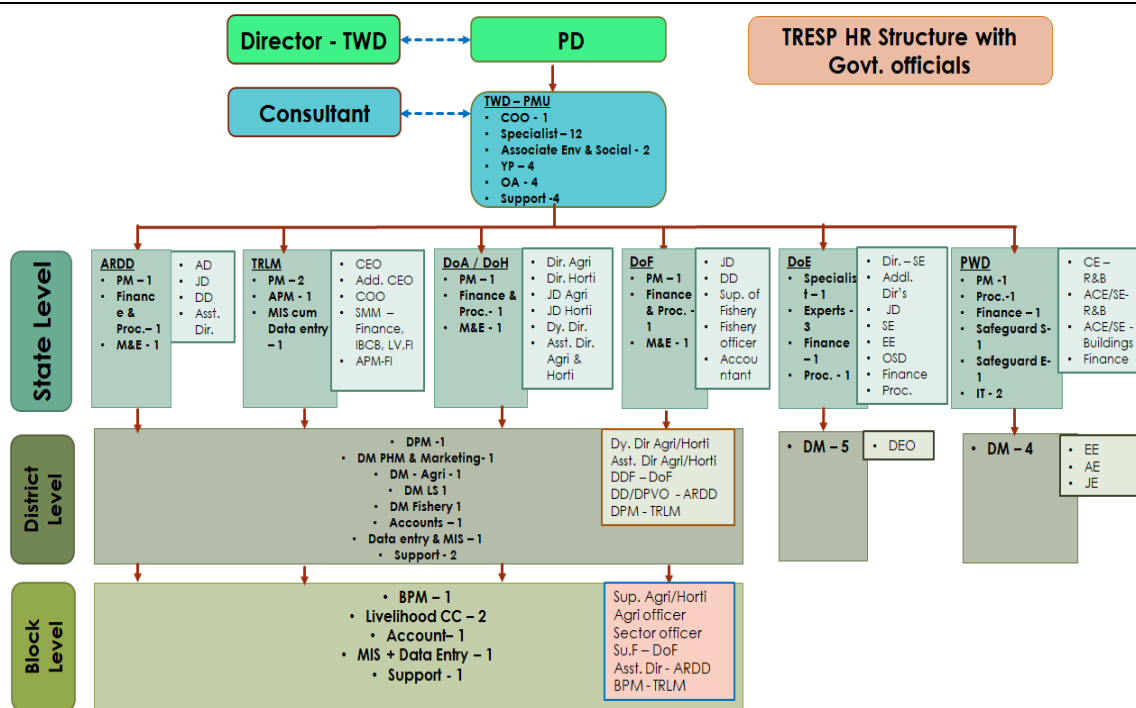 Director - TWD
PD
TRESP HR Structure with
Govt. officials
Consultant
TWD – PMU
• COO - 1
• Specialist – 12
• Associate Env & Social - 2
• YP – 4
• OA - 4
• Support -4
State Level
ARDD
• PM – 1
• Financ
e &
Proc.– 1
• M&E - 1
• AD
• JD
• DD
• Asst.
Dir.
TRLM
• PM – 2
• APM - 1
• MIS cum
Data entry
– 1
• CEO
• Add. CEO
• COO
• SMM –
Finance,
IBCB, LV,FI
• APM-FI
DoA / DoH
• PM – 1
• Finance &
Proc.- 1
• M&E - 1
• Dir. Agri
• Dir. Horti
• JD Agri
• JD Horti
• Dy. Dir.
• Asst. Dir.
Agri &
Horti
DoF
• PM – 1
• Finance
& Proc. -
1
• M&E – 1
• JD
• DD
• Sup. of
Fishery
• Fishery
officer
• Accou
ntant
DoE
• Specialis
t – 1
• Experts -
3
• Finance
– 1
• Proc. - 1
• Dir. – SE
• Addl.
Dir's
• JD
• SE
• EE
• OSD
• Finance
• Proc.
PWD
• PM -1
• Proc.-1
• Finance – 1
• Safeguard S-
1
• Safeguard E-
1
• IT - 2
• CE –
R&B
• ACE/SE-
R&B
• ACE/SE -
Buildings
• Finance
District
Level
• DPM -1
• DM PHM & Marketing- 1
• DM - Agri - 1
• DM LS 1
• DM Fishery 1
• Accounts – 1
• Data entry & MIS – 1
• Support - 2
Dy. Dir Agri/Horti
Asst. Dir Agri/Horti
DDF – DoF
DD/DPVO - ARDD
DPM - TRLM
• DM – 5
• DEO
• DM – 4
• EE
• AE
• JE
Block
Level
• BPM – 1
• Livelihood CC – 2
• Account– 1
• MIS + Data Entry – 1
• Support - 1
Sup. Agri/Horti
Agri officer
Sector officer
Su.F – DoF
Asst. Dir - ARDD
BPM - TRLM